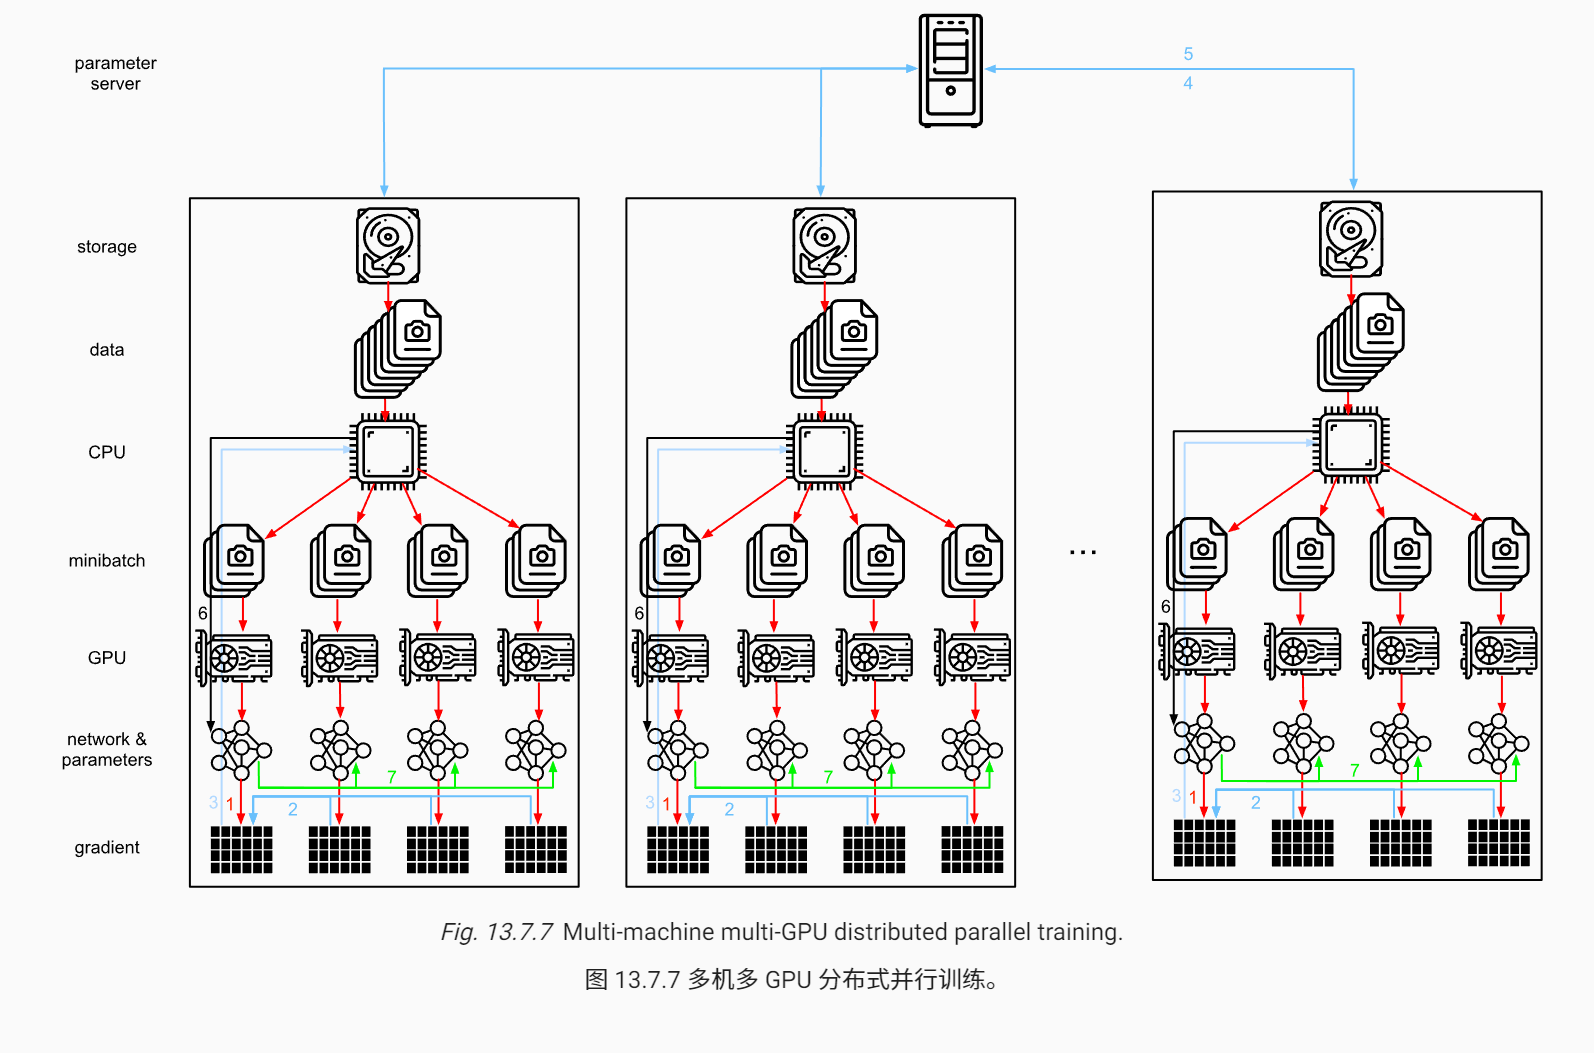 parameter
server
5
4
storage
data
CPU
minibatch
...
6
6
6
GPU
network &
parameters
7
7
7
3
1
2
3
1
2
3
1
2
gradient
Fig. 13.7.7 Multi-machine multi-GPU distributed parallel training.
图 13.7.7 多机多 GPU 分布式并行训练。